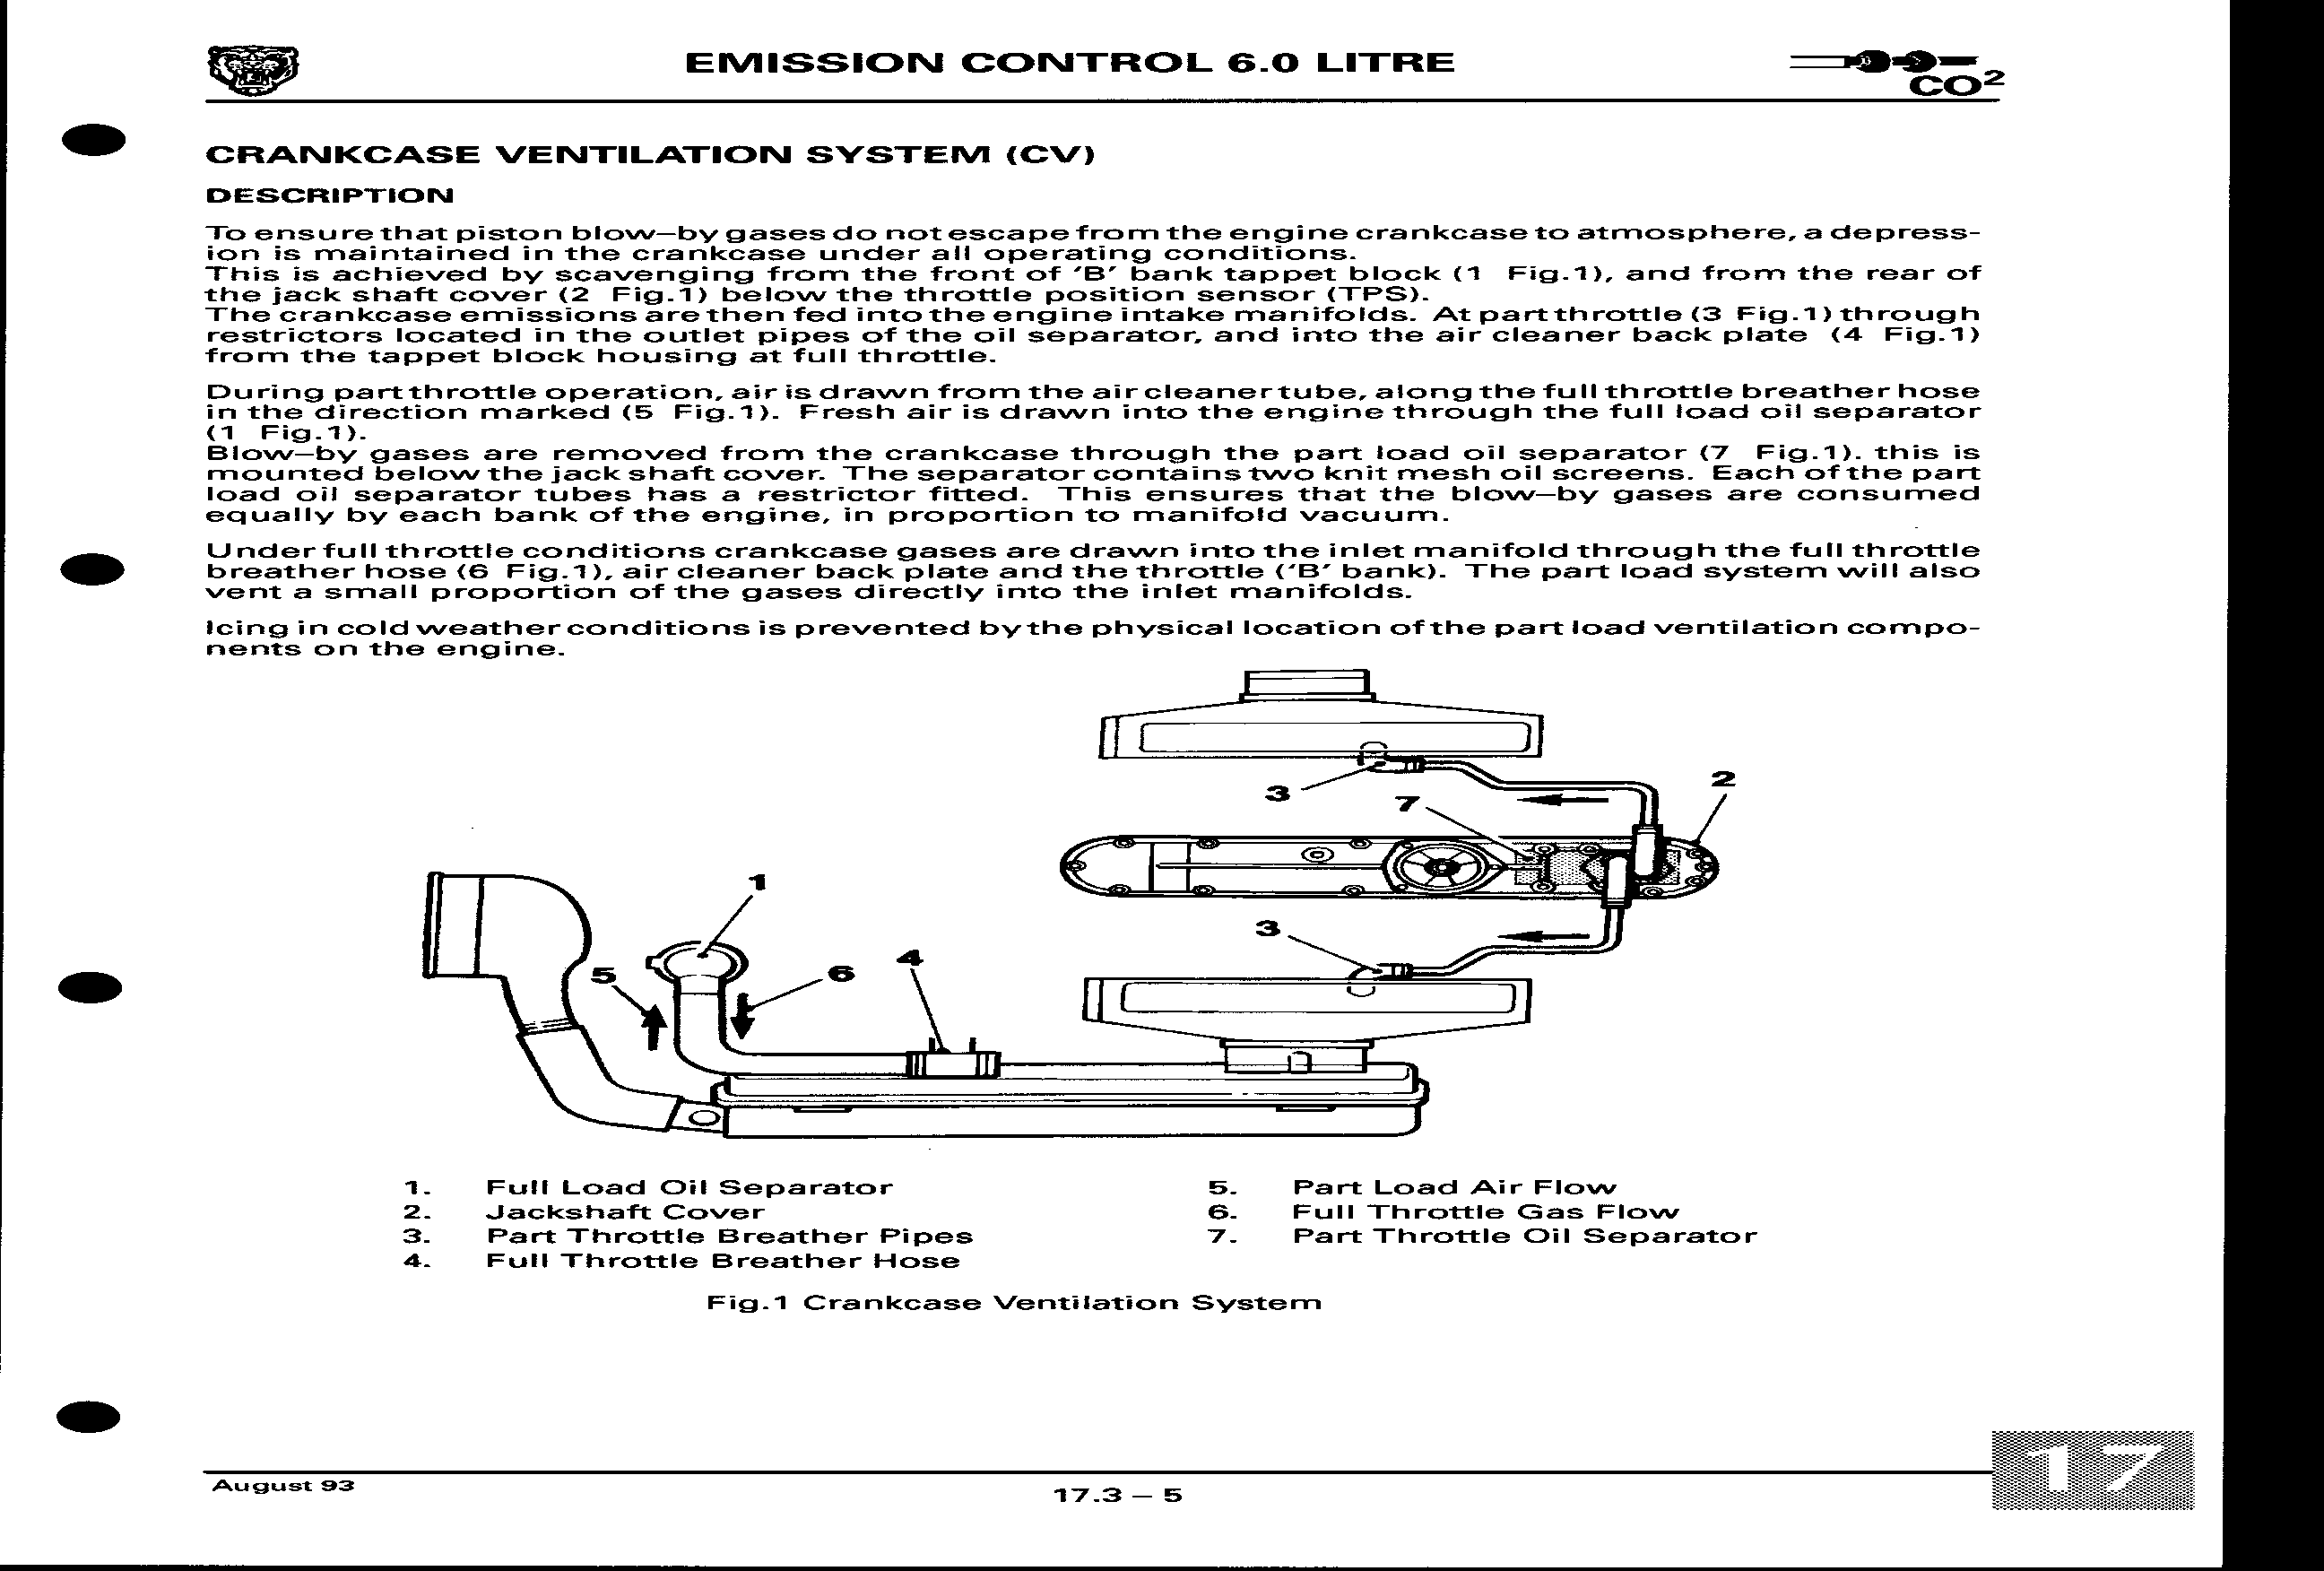 EMISSION CONTROL 6.0 LITRE
CO2
CRANKCASE VENTILATION SYSTEM (CV)
DESCRIPTION
To ensure that piston blow–by gases do not escape from the engine crankcase to atmosphere, a depress-
ion is maintained in the crankcase under all operating conditions.
This is achieved by scavenging from the front of 'B' bank tappet block (1 Fig.1), and from the rear of
the jack shaft cover (2 Fig.1) below the throttle position sensor (TPS).
The crankcase emissions are then fed into the engine intake manifolds. At part throttle (3 Fig.1) through
restrictors located in the outlet pipes of the oil separator, and into the air cleaner back plate (4 Fig.1)
from the tappet block housing at full throttle.
During part throttle operation, air is drawn from the air cleaner tube, along the full throttle breather hose
in the direction marked (5 Fig.1). Fresh air is drawn into the engine through the full load oil separator
(1 Fig.1).
Blow–by gases are removed from the crankcase through the part load oil separator (7 Fig.1). this is
mounted below the jack shaft cover. The separator contains two knit mesh oil screens. Each of the part
load oil separator tubes has a restrictor fitted. This ensures that the blow–by gases are consumed
equally by each bank of the engine, in proportion to manifold vacuum.
Under full throttle conditions crankcase gases are drawn into the inlet manifold through the full throttle
breather hose (6 Fig.1), air cleaner back plate and the throttle ('B' bank). The part load system will also
vent a small proportion of the gases directly into the inlet manifolds.
Icing in cold weather conditions is prevented by the physical location of the part load ventilation compo-
nents on the engine.
3
7
2
1
3
5
6
4
1. Full Load Oil Separator
2. Jackshaft Cover
3. Part Throttle Breather Pipes
4. Full Throttle Breather Hose
5. Part Load Air Flow
6. Full Throttle Gas Flow
7. Part Throttle Oil Separator
Fig.1 Crankcase Ventilation System
August 93
17.3 – 5
17